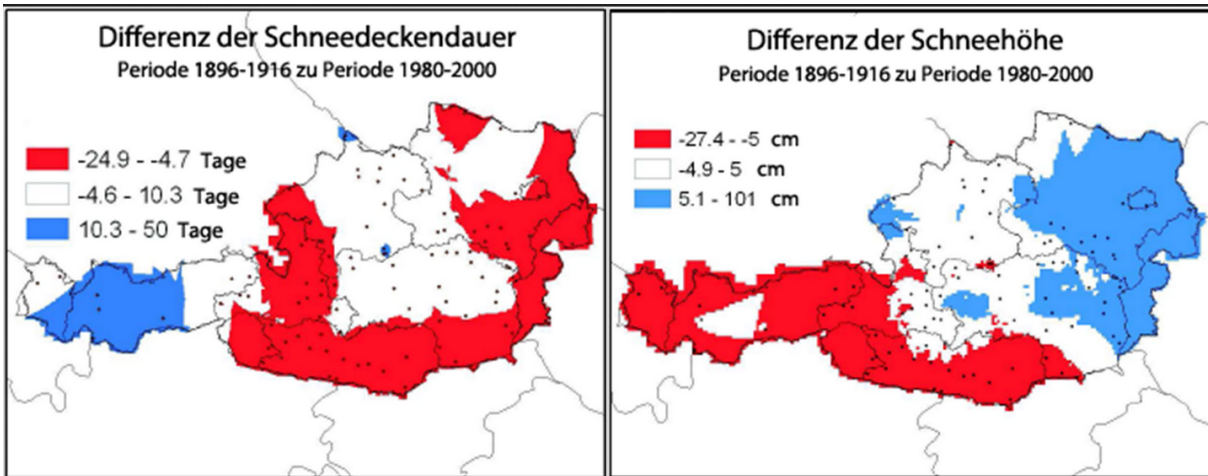 Differenz der Schneedeckendauer
Periode 1896-1916 zu Periode 1980-2000
-24.9 - -4.7 Tage
-4.6 - 10.3 Tage
10.3 - 50 Tage
Differenz der Schneehöhe
Periode 1896-1916 zu Periode 1980-2000
-27.4 - -5 cm
-4.9 - 5 cm
5.1 - 101 cm